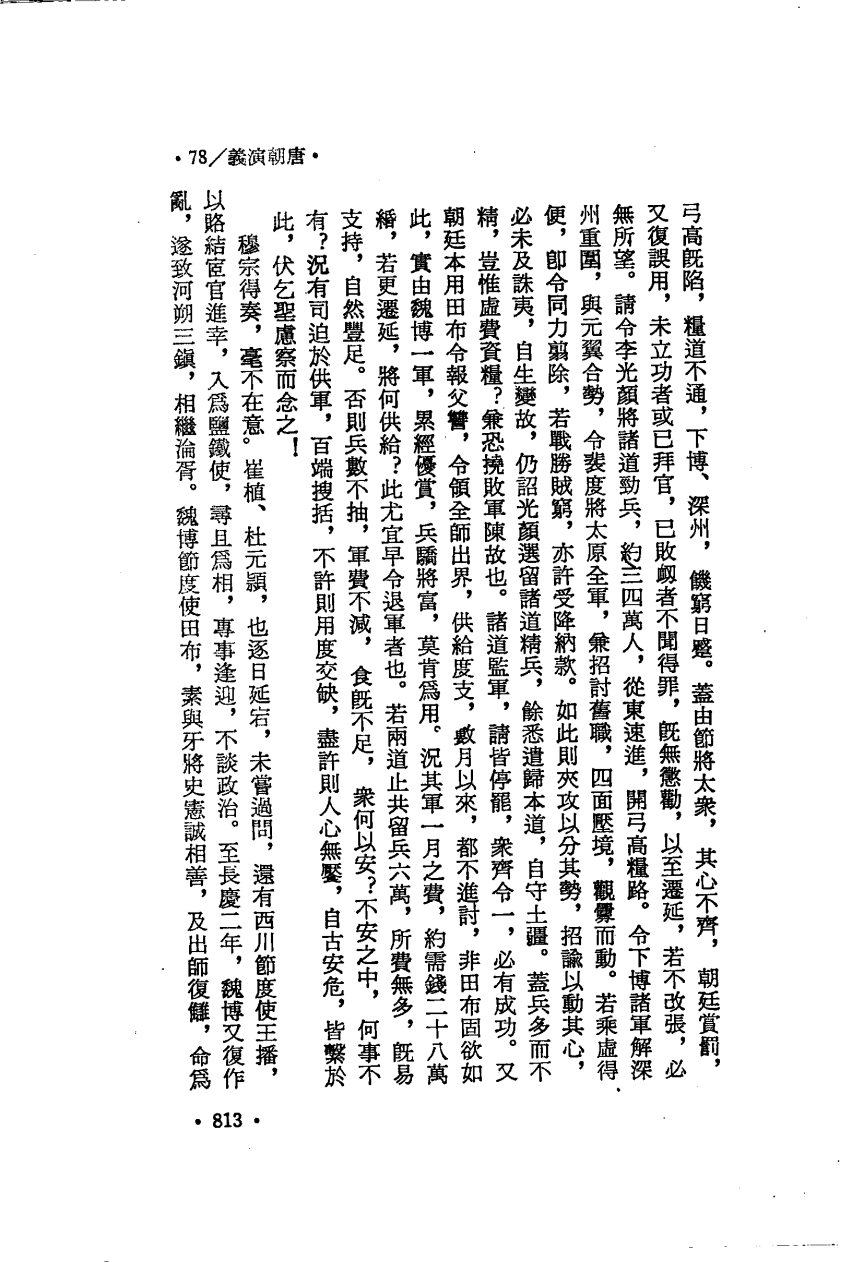 •78／義演朝唐•
弓高既陷，糧道不通，下博、深州，饑窮日蹙。蓋由節將太衆，其心不齊，朝廷賞罰，
又復誤用，未立功者或已拜官，已敗衂者不聞得罪，既無懲勸，以至遷延，若不改張，必
無所望。請令李光顏將諸道勁兵，約三四萬人，從東速進，開弓高糧路。令下博諸軍解深
州重圍，與元翼合勢，令裴度將太原全軍，兼招討舊職，四面壓境，觀釁而動。若乘虛得
便，卽令同力翦除，若戰勝賊窮，亦許受降納款。如此則夾攻以分其勢，招諭以動其心，
必未及誅夷，自生變故，仍詔光顏選留諸道精兵，餘悉遣歸本道，自守土疆。蓋兵多而不
精，豈惟虛費資糧？兼恐撓敗軍陳故也。諸道監軍，請皆停罷，衆齊令一，必有成功。又
朝廷本用田布令報父讐，令領全師出界，供給度支，數月以來，都不進討，非田布固欲如
此，實由魏博一軍，累經優賞，兵驕將富，莫肯爲用。況其軍一月之費，約需錢二十八萬
緡，若更遷延，將何供給？此尤宜早令退軍者也。若兩道止共留兵六萬，所費無多，既易
支持，自然豐足。否則兵數不抽，軍費不減，食既不足，衆何以安？不安之中，何事不
有？況有司迫於供軍，百端搜括，不許則用度交缺，盡許則人心無饜，自古安危，皆繫於
此，伏乞聖慮察而念之！
穆宗得奏，毫不在意。崔植、杜元穎，也逐日延宕，未嘗過問，還有西川節度使王播，
以賂結宦官進幸，入爲鹽鐵使，尋且爲相，專事逢迎，不談政治。至長慶二年，魏博又復作
亂，遂致河朔三鎭，相繼淪胥。魏博節度使田布，素與牙將史憲誠相善，及出師復讎，命爲
•813•